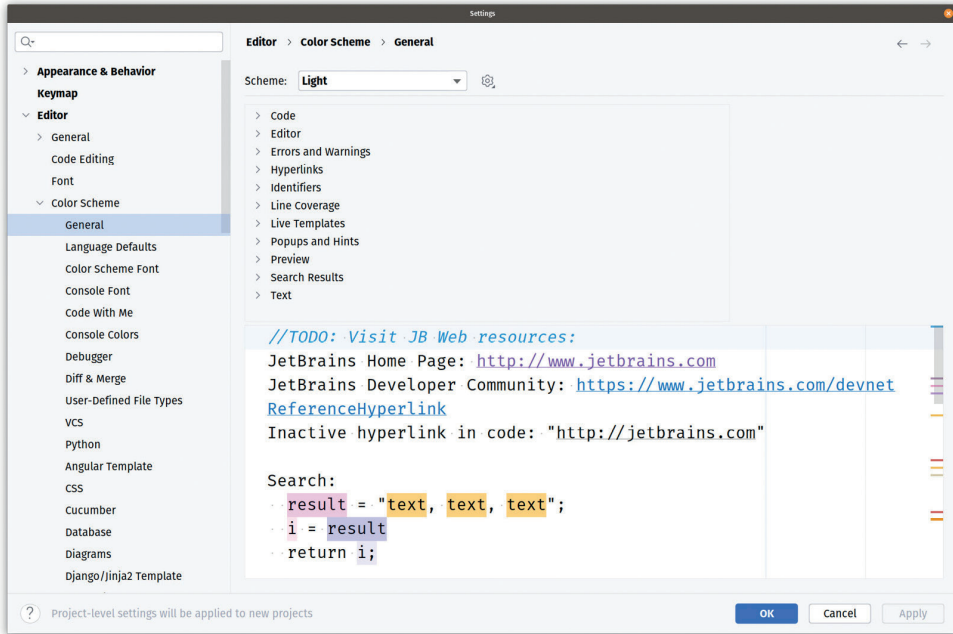 Settings
Editor > Color Scheme > General
Appearance & Behavior
Keymap
Editor
General
Code Editing
Font
Color Scheme
General
Language Defaults
Color Scheme Font
Console Font
Code With Me
Console Colors
Debugger
Diff & Merge
User-Defined File Types
VCS
Python
Angular Template
CSS
Cucumber
Database
Diagrams
Django/Jinja2 Template
Scheme: Light
Code
Editor
Errors and Warnings
Hyperlinks
Identifiers
Line Coverage
Live Templates
Popups and Hints
Preview
Search Results
Text
//TODO: Visit JB Web resources:
JetBrains Home Page: http://www.jetbrains.com
JetBrains Developer Community: https://www.jetbrains.com/devnet
ReferenceHyperlink
Inactive hyperlink in code: "http://jetbrains.com"
Search:
result = "text, text, text";
i = result
return i;
? Project-level settings will be applied to new projects
OK Cancel Apply